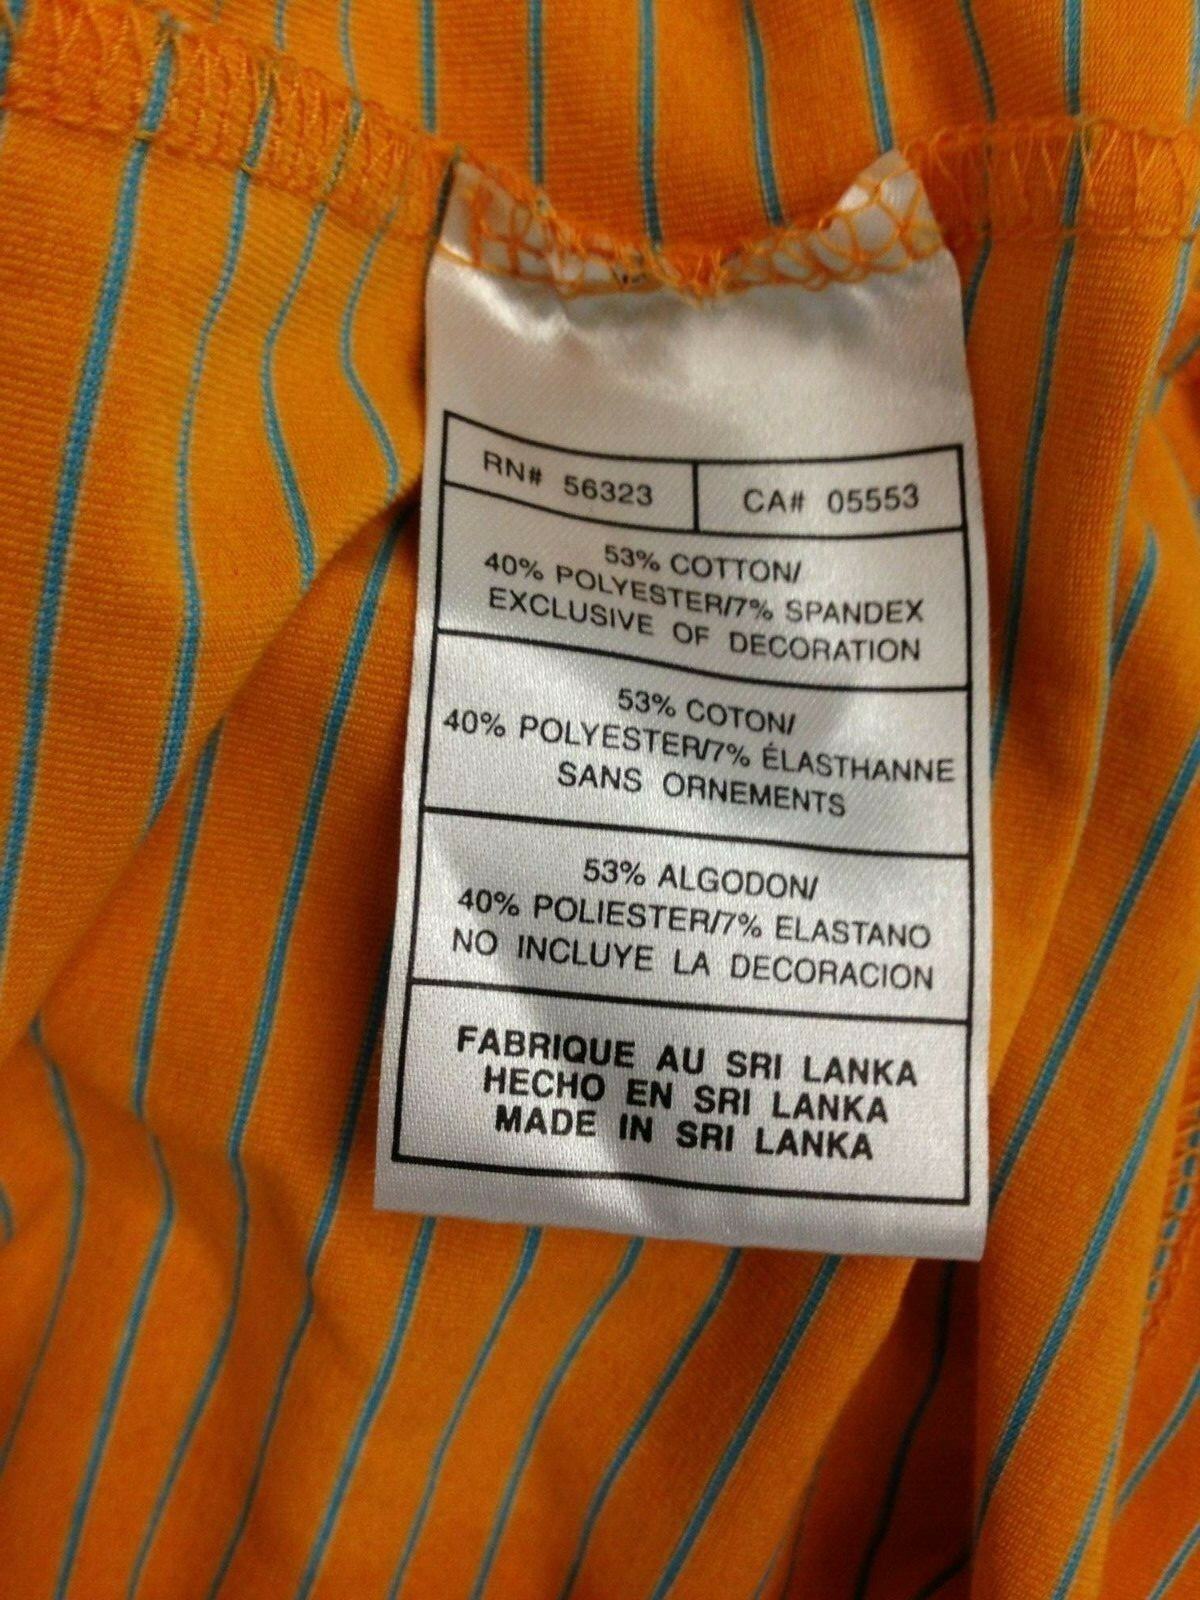 RN# 56323 CA# 05553
53% COTTON/
40% POLYESTER/7% SPANDEX
EXCLUSIVE OF DECORATION
53% COTON/
40% POLYESTER/7% ÉLASTHANNE
SANS ORNEMENTS
53% ALGODON/
40% POLIESTER/7% ELASTANO
NO INCLUYE LA DECORACION
FABRIQUE AU SRI LANKA
HECHO EN SRI LANKA
MADE IN SRI LANKA